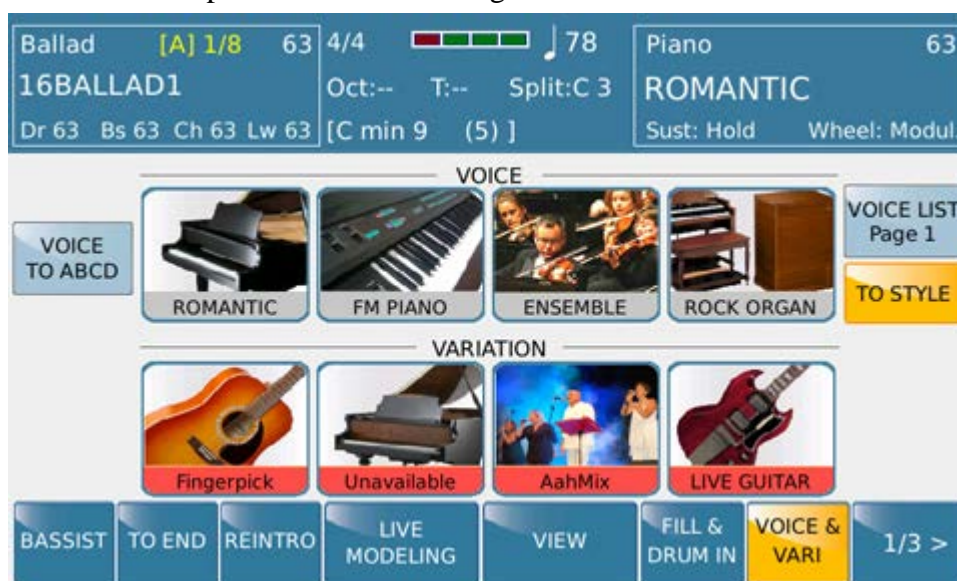 Ballad [A] 1/8 63
16BALLAD1
Dr 63 Bs 63 Ch 63 Lw 63
4/4 78
Oct:-- T:-- Split:C 3
[C min 9 (5) ]
Piano 63
ROMANTIC
Sust: Hold Wheel: Modul.
VOICE
VOICE TO ABCD
ROMANTIC
FM PIANO
ENSEMBLE
ROCK ORGAN
VOICE LIST
Page 1
TO STYLE
VARIATION
Fingerpick
Unavailable
AahMix
LIVE GUITAR
BASSIST
TO END
REINTRO
LIVE
MODELING
VIEW
FILL &
DRUM IN
VOICE &
VARI
1/3 >